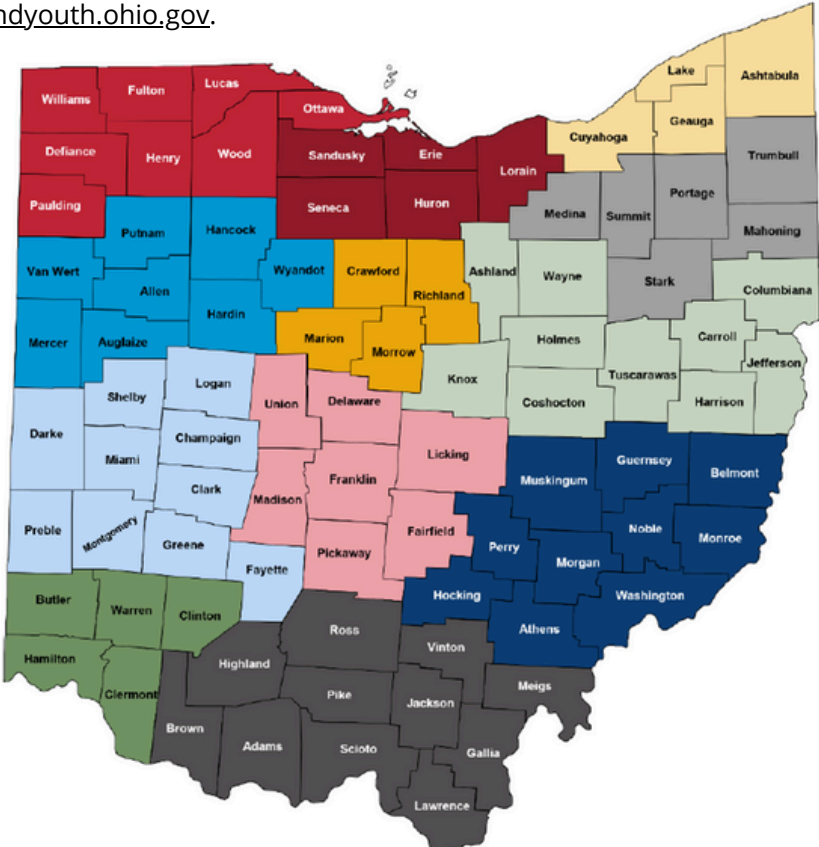 ndyouth.ohio.gov.
Lake
Ashtabula
Williams
Fulton
Lucas
Ottawa
Geauga
Cuyahoga
Defiance
Henry
Wood
Sandusky
Erie
Lorain
Trumbull
Paulding
Seneca
Huron
Medina
Summit
Portage
Putnam
Hancock
Mahoning
Van Wert
Allen
Wyandot
Crawford
Richland
Ashland
Wayne
Stark
Columbiana
Mercer
Auglaize
Hardin
Marion
Morrow
Holmes
Carroll
Jefferson
Shelby
Logan
Knox
Tuscarawas
Union
Delaware
Coshocton
Harrison
Darke
Champaign
Miami
Licking
Guernsey
Belmont
Clark
Madison
Franklin
Muskingum
Preble
Montgomery
Greene
Pickaway
Fairfield
Perry
Noble
Monroe
Fayette
Morgan
Butler
Warren
Clinton
Hocking
Washington
Ross
Athens
Hamilton
Highland
Vinton
Clermont
Pike
Jackson
Meigs
Brown
Adams
Scioto
Gallia
Lawrence